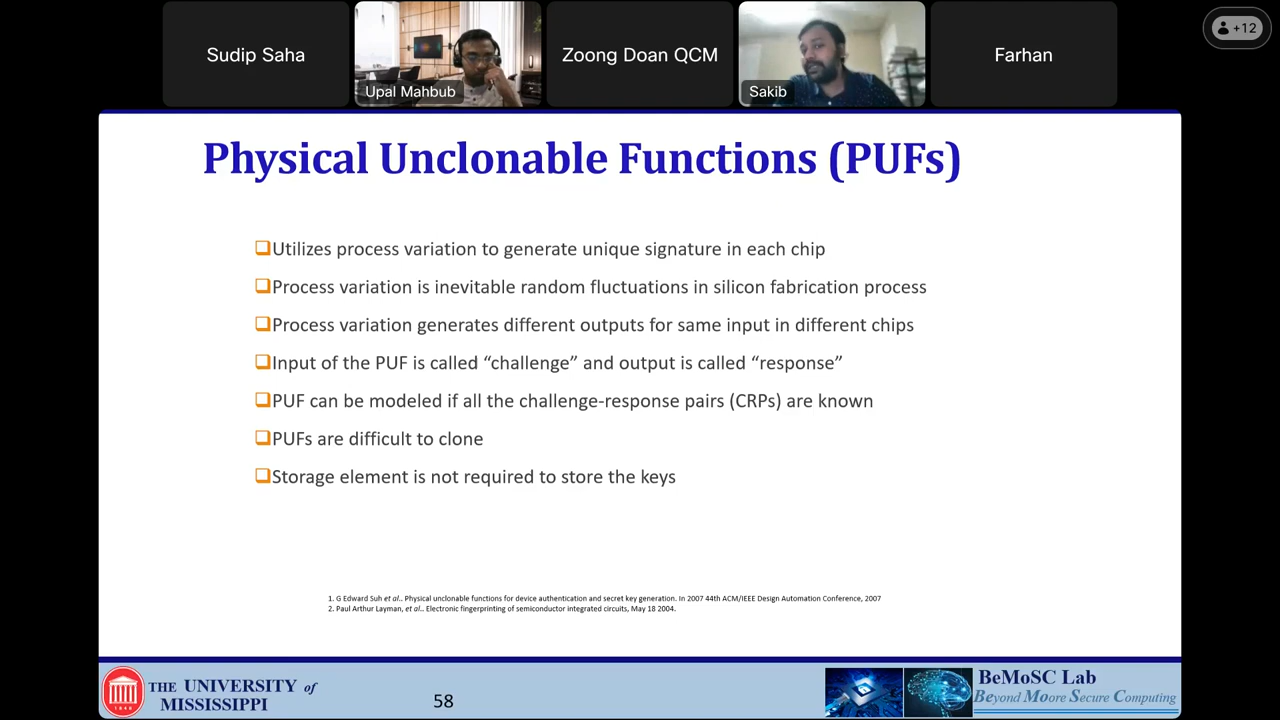 Sudip Saha
Upal Mahbub
Zoong Doan QCM
Sakib
Farhan
+12
Physical Unclonable Functions (PUFs)
Utilizes process variation to generate unique signature in each chip
Process variation is inevitable random fluctuations in silicon fabrication process
Process variation generates different outputs for same input in different chips
Input of the PUF is called “challenge” and output is called “response”
PUF can be modeled if all the challenge-response pairs (CRPs) are known
PUFs are difficult to clone
Storage element is not required to store the keys
1. G Edward Suh et al.. Physical unclonable functions for device authentication and secret key generation. In 2007 44th ACM/IEEE Design Automation Conference, 2007
2. Paul Arthur Layman, et al.. Electronic fingerprinting of semiconductor integrated circuits, May 18 2004.
1848
THE UNIVERSITY of
MISSISSIPPI
58
BeMoSC Lab
Beyond Moore Secure Computing